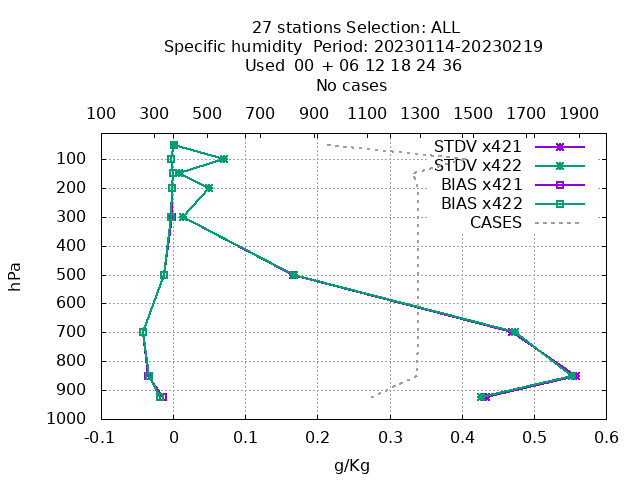 27 stations Selection: ALL
Specific humidity  Period: 20230114-20230219
Used  00 + 06 12 18 24 36
No cases
100 300 500 700 900 1100 1300 1500 1700 1900
STDV x421
STDV x422
BIAS x421
BIAS x422
CASES
100
200
300
400
500
600
700
800
900
1000
hPa
-0.1 0 0.1 0.2 0.3 0.4 0.5 0.6
g/Kg